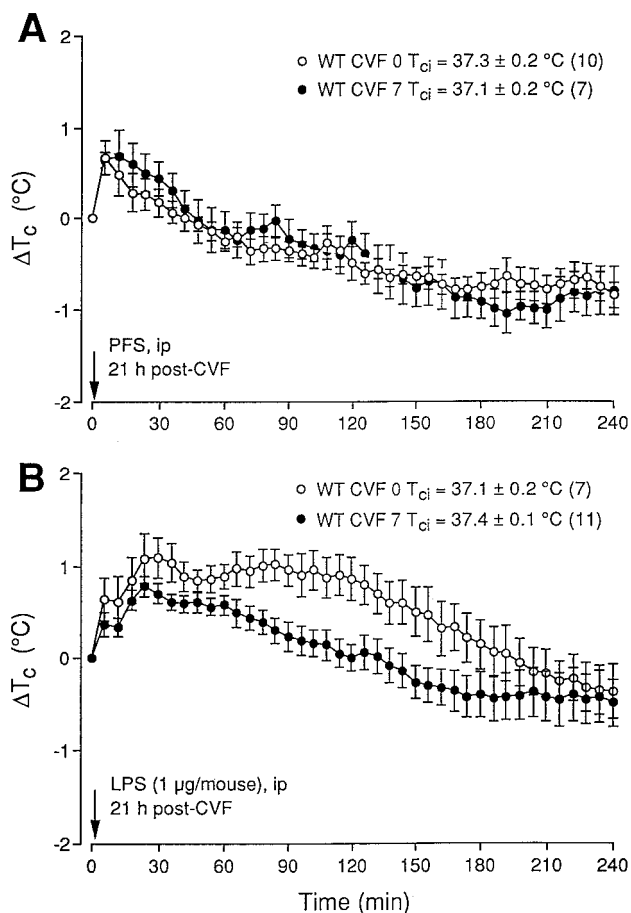 A
2
1
0
-1
-2
ΔTc (°C)
WT CVF 0 Tci = 37.3 ± 0.2 °C (10)
WT CVF 7 Tci = 37.1 ± 0.2 °C (7)
PFS, ip
21 h post-CVF
0 30 60 90 120 150 180 210 240
B
2
1
0
-1
-2
ΔTc (°C)
WT CVF 0 Tci = 37.1 ± 0.2 °C (7)
WT CVF 7 Tci = 37.4 ± 0.1 °C (11)
LPS (1 µg/mouse), ip
21 h post-CVF
0 30 60 90 120 150 180 210 240
Time (min)